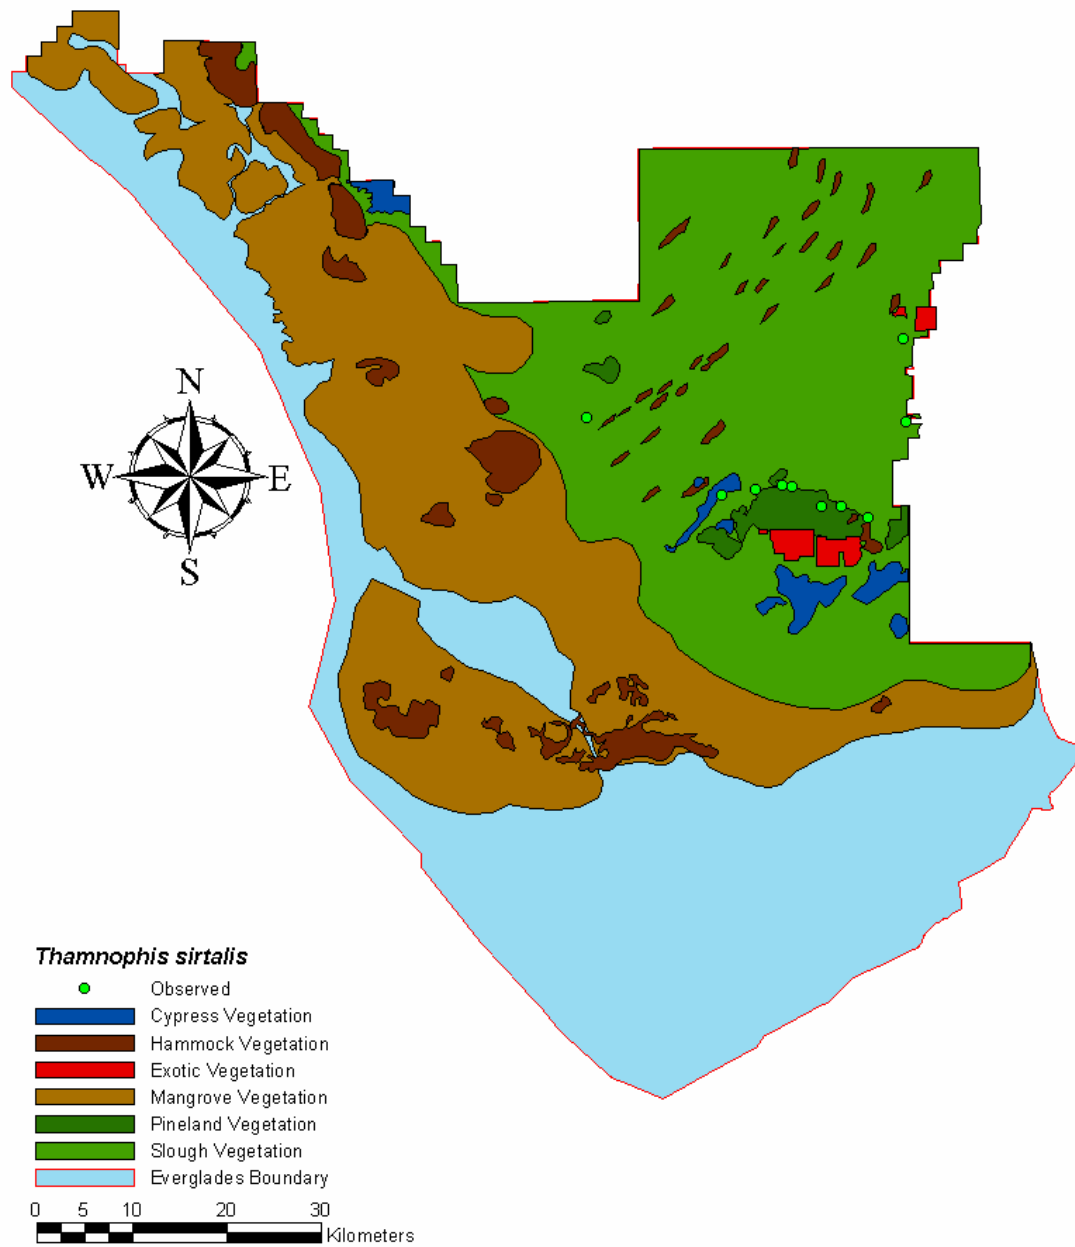 N
W E
S
Thamnophis sirtalis
Observed
Cypress Vegetation
Hammock Vegetation
Exotic Vegetation
Mangrove Vegetation
Pineland Vegetation
Slough Vegetation
Everglades Boundary
0 5 10 20 30
Kilometers